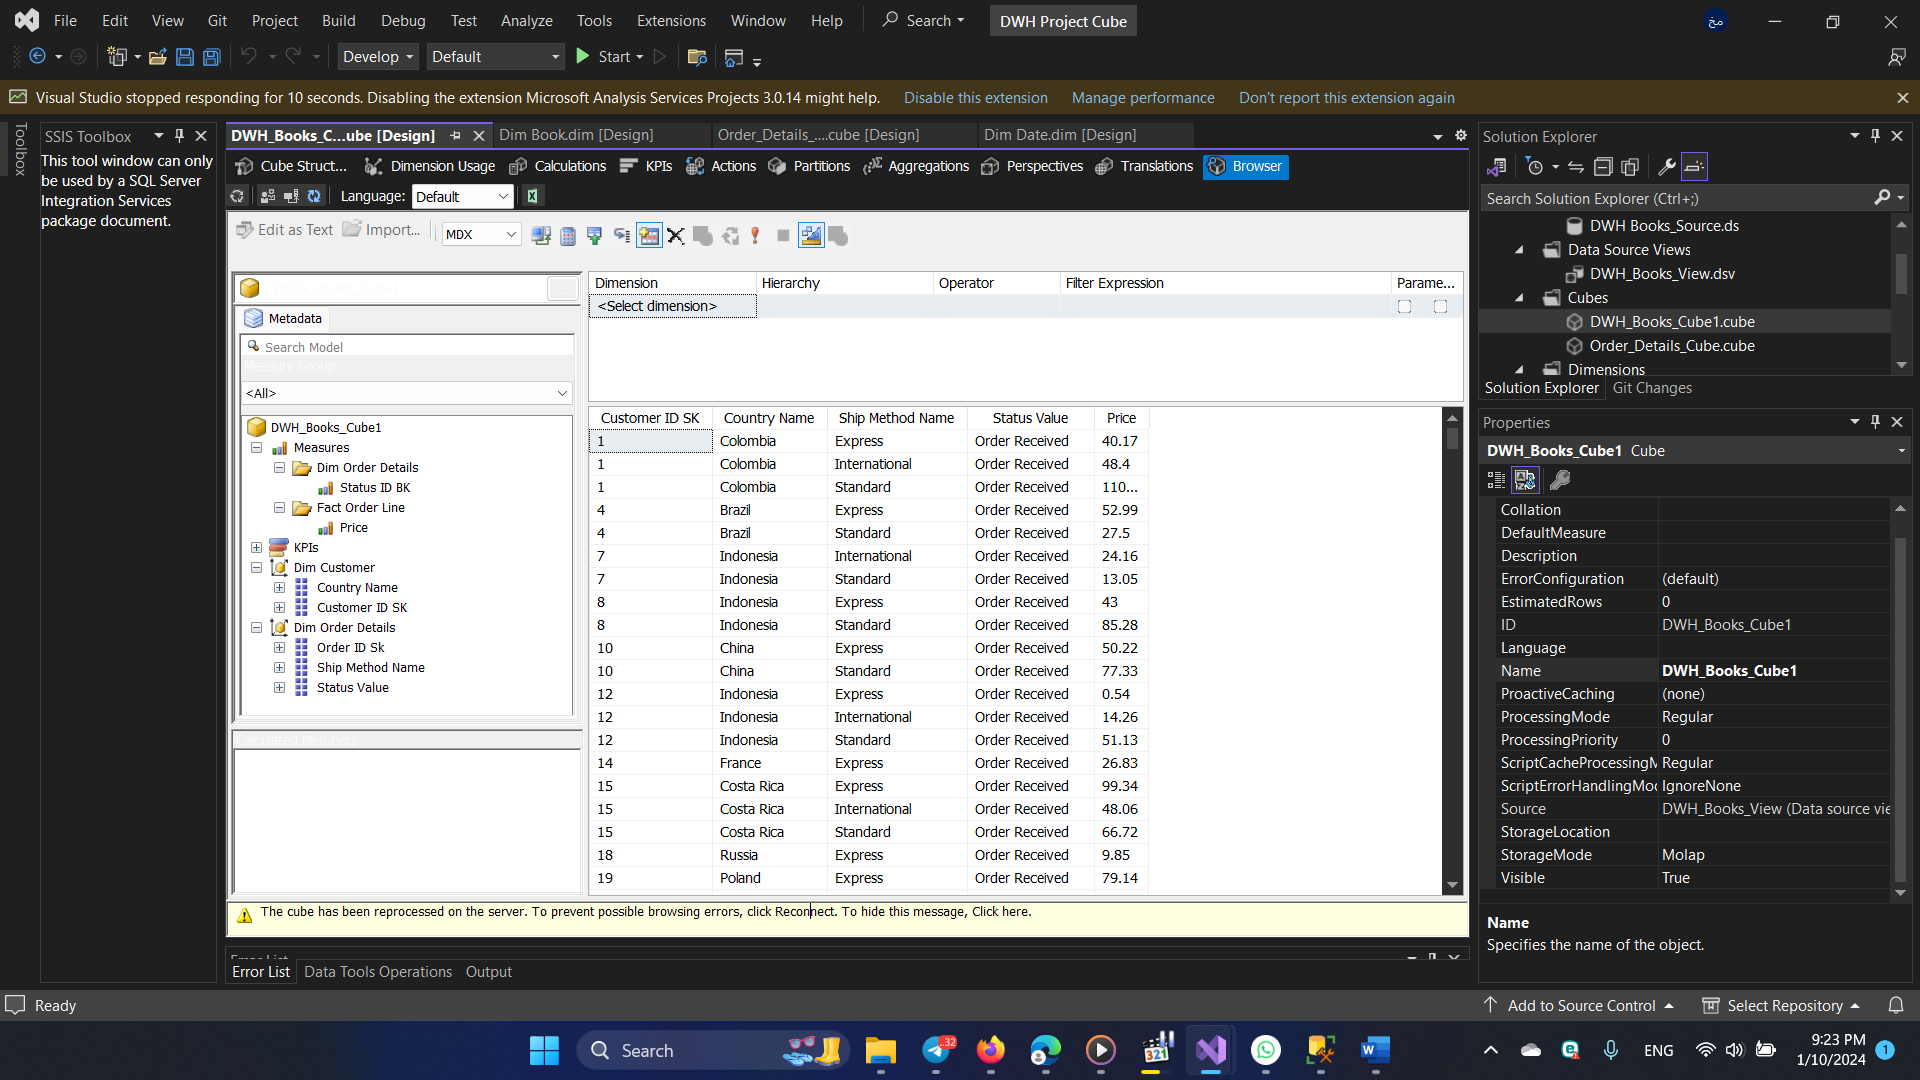 File Edit View Git Project Build Debug Test Analyze Tools Extensions Window Help Search DWH Project Cube مخ
Develop Default Start
Visual Studio stopped responding for 10 seconds. Disabling the extension Microsoft Analysis Services Projects 3.0.14 might help. Disable this extension Manage performance Don't report this extension again
Toolbox
SSIS Toolbox
This tool window can only
be used by a SQL Server
Integration Services
package document.
DWH_Books_C...ube [Design] Dim Book.dim [Design] Order_Details_....cube [Design] Dim Date.dim [Design]
Cube Struct... Dimension Usage Calculations KPIs Actions Partitions Aggregations Perspectives Translations Browser
Language: Default
Edit as Text Import... MDX
Metadata
Search Model
Measure Group:
<All>
DWH_Books_Cube1
Measures
Dim Order Details
Status ID BK
Fact Order Line
Price
KPIs
Dim Customer
Country Name
Customer ID SK
Dim Order Details
Order ID Sk
Ship Method Name
Status Value
Calculated Members
Dimension Hierarchy Operator Filter Expression Parame...
<Select dimension>
Customer ID SK Country Name Ship Method Name Status Value Price
1 Colombia Express Order Received 40.17
1 Colombia International Order Received 48.4
1 Colombia Standard Order Received 110...
4 Brazil Express Order Received 52.99
4 Brazil Standard Order Received 27.5
7 Indonesia International Order Received 24.16
7 Indonesia Standard Order Received 13.05
8 Indonesia Express Order Received 43
8 Indonesia Standard Order Received 85.28
10 China Express Order Received 50.22
10 China Standard Order Received 77.33
12 Indonesia Express Order Received 0.54
12 Indonesia International Order Received 14.26
12 Indonesia Standard Order Received 51.13
14 France Express Order Received 26.83
15 Costa Rica Express Order Received 99.34
15 Costa Rica International Order Received 48.06
15 Costa Rica Standard Order Received 66.72
18 Russia Express Order Received 9.85
19 Poland Express Order Received 79.14
The cube has been reprocessed on the server. To prevent possible browsing errors, click Reconnect. To hide this message, Click here.
Error List
Error List Data Tools Operations Output
Solution Explorer
Search Solution Explorer (Ctrl+;)
DWH Books_Source.ds
Data Source Views
DWH_Books_View.dsv
Cubes
DWH_Books_Cube1.cube
Order_Details_Cube.cube
Dimensions
Solution Explorer Git Changes
Properties
DWH_Books_Cube1 Cube
Collation
DefaultMeasure
Description
ErrorConfiguration (default)
EstimatedRows 0
ID DWH_Books_Cube1
Language
Name DWH_Books_Cube1
ProactiveCaching (none)
ProcessingMode Regular
ProcessingPriority 0
ScriptCacheProcessingM Regular
ScriptErrorHandlingMod IgnoreNone
Source DWH_Books_View (Data source vie
StorageLocation
StorageMode Molap
Visible True
Name
Specifies the name of the object.
Ready Add to Source Control Select Repository
Search ..32 321 ENG 9:23 PM
1/10/2024 1